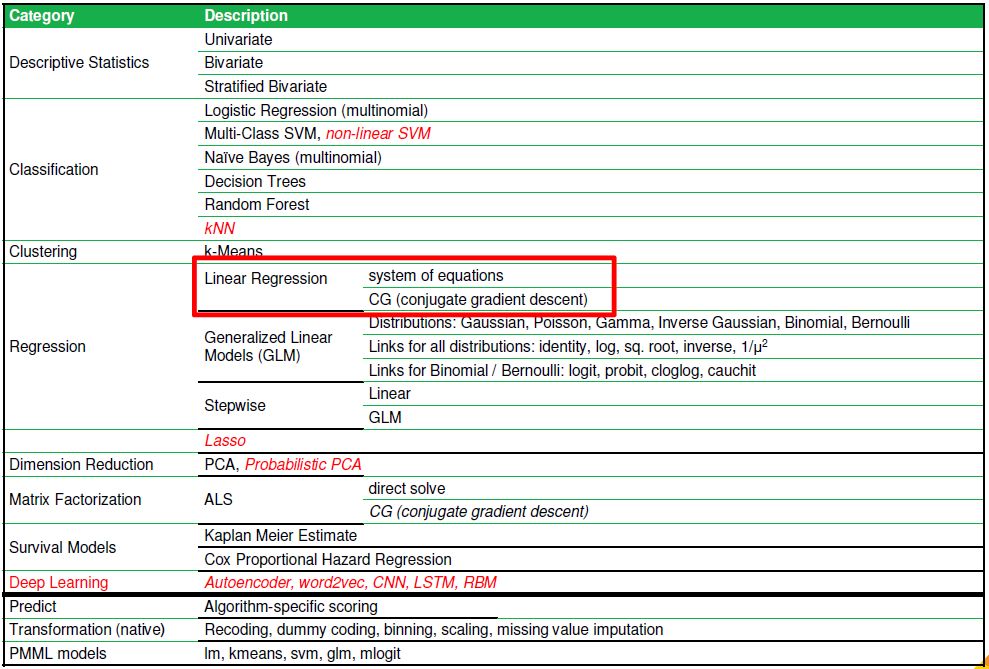 Category Description
Univariate
Descriptive Statistics Bivariate
Stratified Bivariate
Logistic Regression (multinomial)
Multi-Class SVM, non-linear SVM
Naïve Bayes (multinomial)
Classification
Decision Trees
Random Forest
kNN
Clustering k-Means
Linear Regression system of equations
CG (conjugate gradient descent)
Regression
Generalized Linear
Models (GLM)
Distributions: Gaussian, Poisson, Gamma, Inverse Gaussian, Binomial, Bernoulli
Links for all distributions: identity, log, sq. root, inverse, 1/μ²
Links for Binomial / Bernoulli: logit, probit, cloglog, cauchit
Stepwise Linear
GLM
Lasso
Dimension Reduction PCA, Probabilistic PCA
Matrix Factorization ALS direct solve
CG (conjugate gradient descent)
Survival Models Kaplan Meier Estimate
Cox Proportional Hazard Regression
Deep Learning Autoencoder, word2vec, CNN, LSTM, RBM
Predict Algorithm-specific scoring
Transformation (native) Recoding, dummy coding, binning, scaling, missing value imputation
PMML models lm, kmeans, svm, glm, mlogit